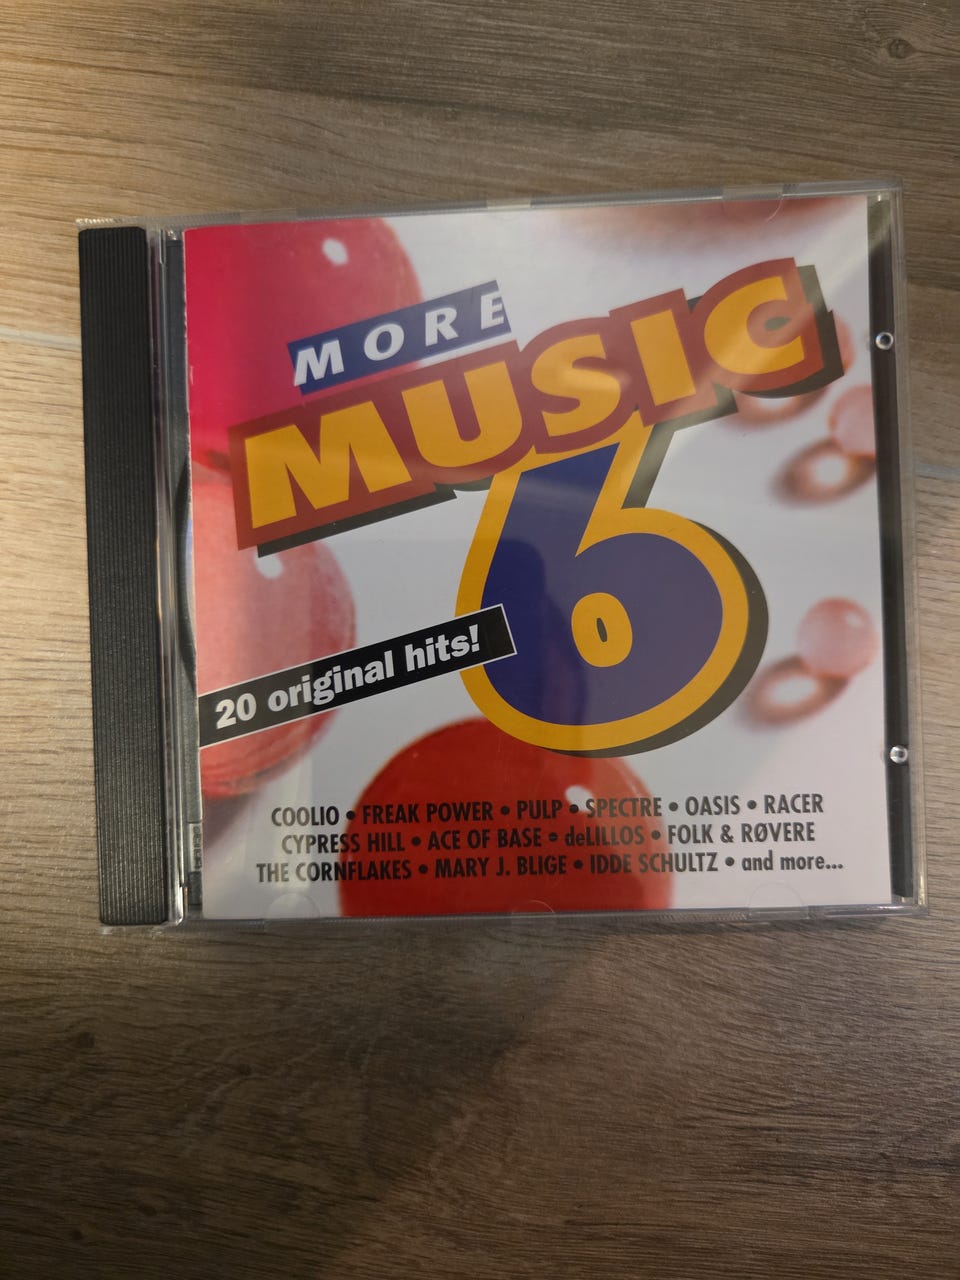 MORE
MUSIC
6
20 original hits!
COOLIO • FREAK POWER • PULP • SPECTRE • OASIS • RACER
CYPRESS HILL • ACE OF BASE • deLILLOS • FOLK & RØVERE
THE CORNFLAKES • MARY J. BLIGE • IDDE SCHULTZ • and more...